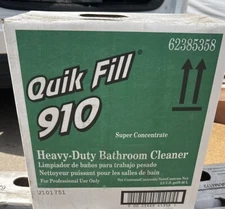 62385358
Quik Fill
910
Super Concentrate
Heavy-Duty Bathroom Cleaner
Limpiador de baños para trabajo pesado
Nettoyeur puissant pour les salles de bain
For Professional Use Only
2101751